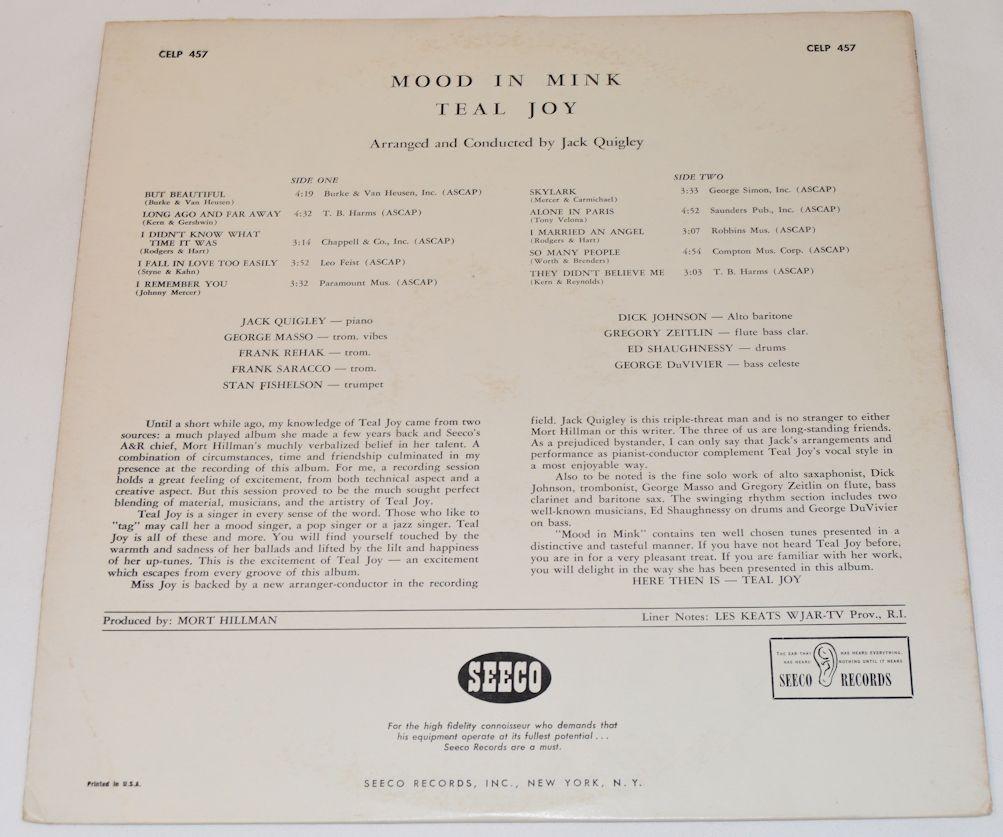 CELP 457
CELP 457
MOOD IN MINK
TEAL JOY
Arranged and Conducted by Jack Quigley
SIDE ONE
BUT BEAUTIFUL 4:19 Burke & Van Heusen, Inc. (ASCAP)
(Burke & Van Heusen)
LONG AGO AND FAR AWAY 4:32 T. B. Harms (ASCAP)
(Kern & Gershwin)
I DIDN'T KNOW WHAT
TIME IT WAS 3:14 Chappell & Co., Inc. (ASCAP)
(Rodgers & Hart)
I FALL IN LOVE TOO EASILY 3:52 Leo Feist (ASCAP)
(Styne & Kahn)
I REMEMBER YOU 3:32 Paramount Mus. (ASCAP)
(Johnny Mercer)
SIDE TWO
SKYLARK 3:33 George Simon, Inc. (ASCAP)
(Mercer & Carmichael)
ALONE IN PARIS 4:52 Saunders Pub., Inc. (ASCAP)
(Tony Velona)
I MARRIED AN ANGEL 3:07 Robbins Mus. (ASCAP)
(Rodgers & Hart)
SO MANY PEOPLE 4:54 Compton Mus. Corp. (ASCAP)
(Worth & Brenders)
THEY DIDN'T BELIEVE ME 3:03 T. B. Harms (ASCAP)
(Kern & Reynolds)
JACK QUIGLEY — piano
GEORGE MASSO — trom. vibes
FRANK REHAK — trom.
FRANK SARACCO — trom.
STAN FISHELSON — trumpet
DICK JOHNSON — Alto baritone
GREGORY ZEITLIN — flute bass clar.
ED SHAUGHNESSY — drums
GEORGE DuVIVIER — bass celeste
Until a short while ago, my knowledge of Teal Joy came from two
sources: a much played album she made a few years back and Seeco's
A&R chief, Mort Hillman's muchly verbalized belief in her talent. A
combination of circumstances, time and friendship culminated in my
presence at the recording of this album. For me, a recording session
holds a great feeling of excitement, from both technical aspect and a
creative aspect. But this session proved to be the much sought perfect
blending of material, musicians, and the artistry of Teal Joy.
Teal Joy is a singer in every sense of the word. Those who like to
"tag" may call her a mood singer, a pop singer or a jazz singer. Teal
Joy is all of these and more. You will find yourself touched by the
warmth and sadness of her ballads and lifted by the lilt and happiness
of her up-tunes. This is the excitement of Teal Joy — an excitement
which escapes from every groove of this album.
Miss Joy is backed by a new arranger-conductor in the recording
field. Jack Quigley is this triple-threat man and is no stranger to either
Mort Hillman or this writer. The three of us are long-standing friends.
As a prejudiced bystander, I can only say that Jack's arrangements and
performance as pianist-conductor complement Teal Joy's vocal style in
a most enjoyable way.
Also to be noted is the fine solo work of alto saxaphonist, Dick
Johnson, trombonist, George Masso and Gregory Zeitlin on flute, bass
clarinet and baritone sax. The swinging rhythm section includes two
well-known musicians, Ed Shaughnessy on drums and George DuVivier
on bass.
"Mood in Mink" contains ten well chosen tunes presented in a
distinctive and tasteful manner. If you have not heard Teal Joy before,
you are in for a very pleasant treat. If you are familiar with her work,
you will delight in the way she has been presented in this album.
HERE THEN IS — TEAL JOY
Produced by: MORT HILLMAN
Liner Notes: LES KEATS WJAR-TV Prov., R.I.
SEECO
THE EAR THAT HAS HEARD EVERYTHING,
HAS HEARD NOTHING UNTIL IT HEARS
SEECO RECORDS
For the high fidelity connoisseur who demands that
his equipment operate at its fullest potential . . .
Seeco Records are a must.
Printed in U.S.A.
SEECO RECORDS, INC., NEW YORK, N. Y.